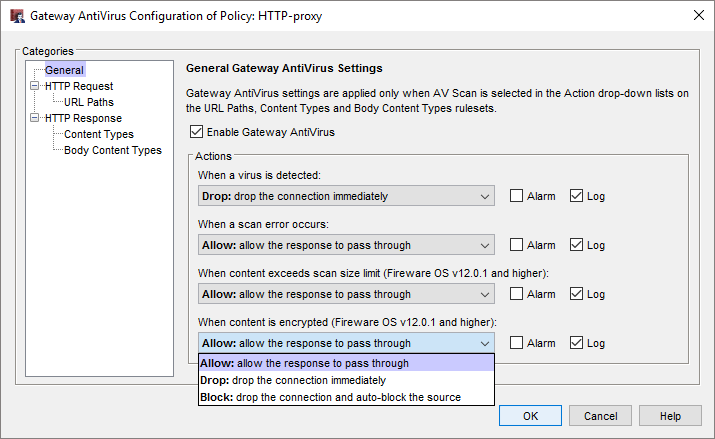 Gateway AntiVirus Configuration of Policy: HTTP-proxy
Categories
General
HTTP Request
URL Paths
HTTP Response
Content Types
Body Content Types
General Gateway AntiVirus Settings
Gateway AntiVirus settings are applied only when AV Scan is selected in the Action drop-down lists on
the URL Paths, Content Types and Body Content Types rulesets.
Enable Gateway AntiVirus
Actions
When a virus is detected:
Drop: drop the connection immediately
Alarm
Log
When a scan error occurs:
Allow: allow the response to pass through
Alarm
Log
When content exceeds scan size limit (Fireware OS v12.0.1 and higher):
Allow: allow the response to pass through
Alarm
Log
When content is encrypted (Fireware OS v12.0.1 and higher):
Allow: allow the response to pass through
Alarm
Log
Allow: allow the response to pass through
Drop: drop the connection immediately
Block: drop the connection and auto-block the source
OK
Cancel
Help